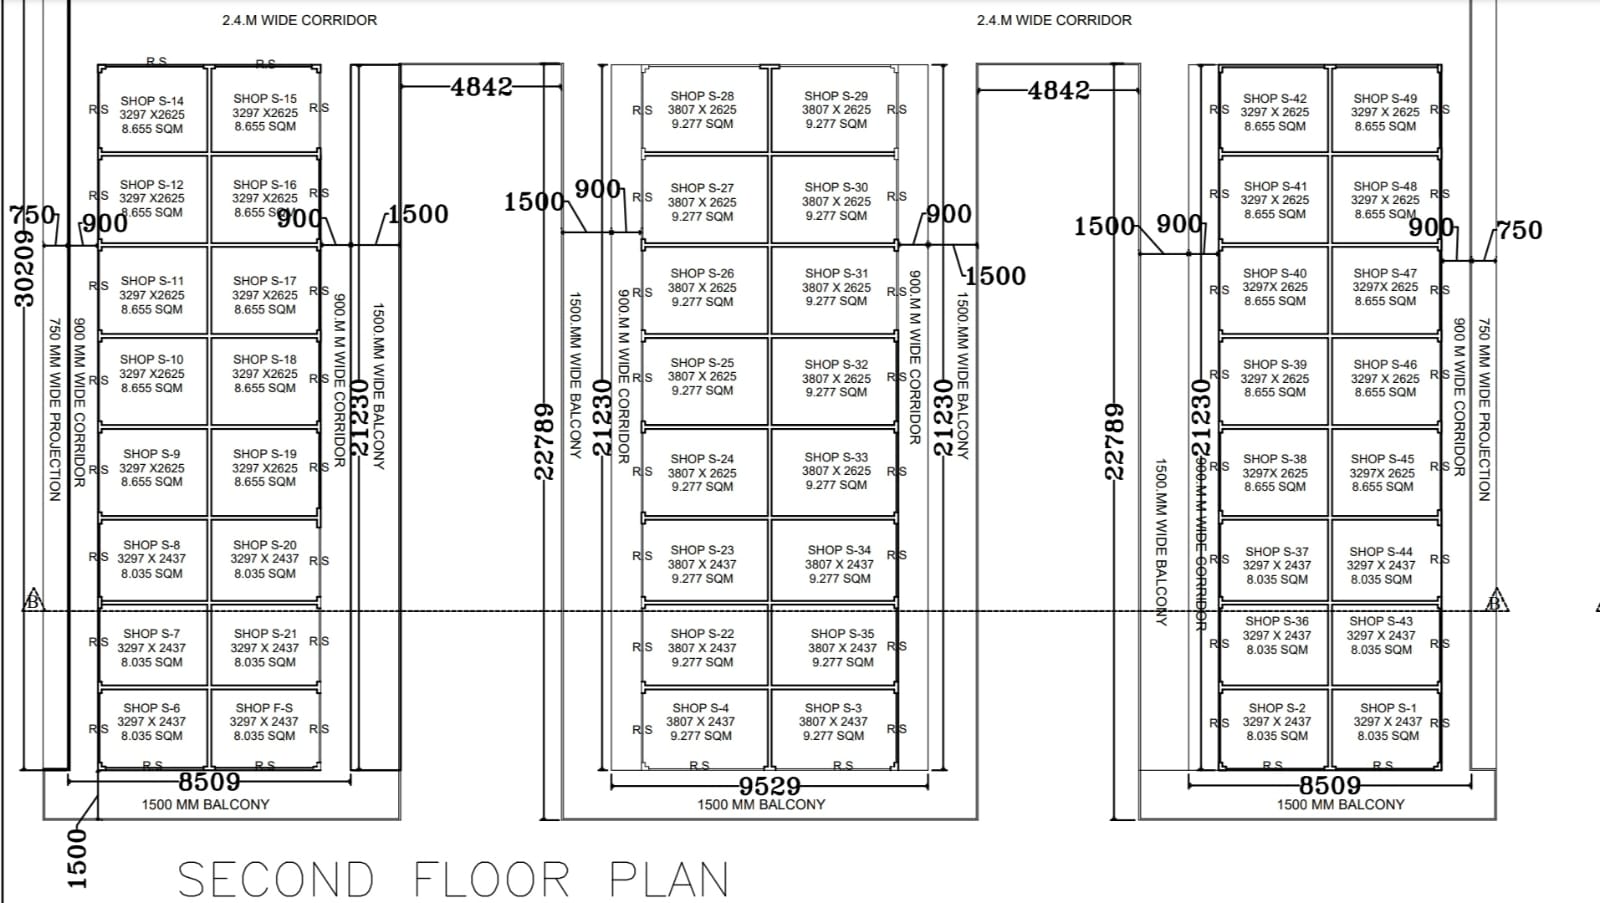 2.4.M WIDE CORRIDOR
2.4.M WIDE CORRIDOR
R S
R.S
4842
4842
R S
SHOP S-14
3297 X2625
8.655 SQM
SHOP S-15
3297 X2625
8.655 SQM
R S
R S
SHOP S-12
3297 X2625
8.655 SQM
SHOP S-16
3297 X2625
8.655 SQM
R S
750
900
900
1500
30209
R S
SHOP S-11
3297 X2625
8.655 SQM
SHOP S-17
3297 X2625
8.655 SQM
R S
R S
SHOP S-10
3297 X2625
8.655 SQM
SHOP S-18
3297 X2625
8.655 SQM
R S
R S
SHOP S-9
3297 X2625
8.655 SQM
SHOP S-19
3297 X2625
8.655 SQM
R S
R S
SHOP S-8
3297 X 2437
8.035 SQM
SHOP S-20
3297 X 2437
8.035 SQM
R S
R S
SHOP S-7
3297 X 2437
8.035 SQM
SHOP S-21
3297 X 2437
8.035 SQM
R S
R S
SHOP S-6
3297 X 2437
8.035 SQM
SHOP F-S
3297 X 2437
8.035 SQM
R S
R S
R S
750 MM WIDE PROJECTION
900 MM WIDE CORRIDOR
900.M M WIDE CORRIDOR
21230
1500.MM WIDE BALCONY
B
8509
1500 MM BALCONY
1500
R S
SHOP S-28
3807 X 2625
9.277 SQM
SHOP S-29
3807 X 2625
9.277 SQM
R S
R S
SHOP S-27
3807 X 2625
9.277 SQM
SHOP S-30
3807 X 2625
9.277 SQM
R S
1500
900
900
1500
R S
SHOP S-26
3807 X 2625
9.277 SQM
SHOP S-31
3807 X 2625
9.277 SQM
R S
R S
SHOP S-25
3807 X 2625
9.277 SQM
SHOP S-32
3807 X 2625
9.277 SQM
R S
R S
SHOP S-24
3807 X 2625
9.277 SQM
SHOP S-33
3807 X 2625
9.277 SQM
R S
SHOP S-23
3807 X 2437
9.277 SQM
R S
SHOP S-34
3807 X 2437
9.277 SQM
R S
R S
SHOP S-22
3807 X 2437
9.277 SQM
SHOP S-35
3807 X 2437
9.277 SQM
R S
R S
SHOP S-4
3807 X 2437
9.277 SQM
SHOP S-3
3807 X 2437
9.277 SQM
R S
R S
R S
22789
1500.MM WIDE BALCONY
21230
900.M M WIDE CORRIDOR
900.M M WIDE CORRIDOR
21230
1500.MM WIDE BALCONY
9529
1500 MM BALCONY
R S
SHOP S-42
3297 X 2625
8.655 SQM
SHOP S-49
3297 X 2625
8.655 SQM
R S
R S
SHOP S-41
3297 X 2625
8.655 SQM
SHOP S-48
3297 X 2625
8.655 SQM
1500
900
900
750
R S
SHOP S-40
3297X 2625
8.655 SQM
SHOP S-47
3297X 2625
8.655 SQM
R S
R S
SHOP S-39
3297 X 2625
8.655 SQM
SHOP S-46
3297 X 2625
8.655 SQM
R S
R S
SHOP S-38
3297X 2625
8.655 SQM
SHOP S-45
3297X 2625
8.655 SQM
R S
R S
SHOP S-37
3297 X 2437
8.035 SQM
SHOP S-44
3297 X 2437
8.035 SQM
R S
R S
SHOP S-36
3297 X 2437
8.035 SQM
SHOP S-43
3297 X 2437
8.035 SQM
R S
R S
SHOP S-2
3297 X 2437
8.035 SQM
SHOP S-1
3297 X 2437
8.035 SQM
R S
R S
R S
22789
1500.MM WIDE BALCONY
21230
900.M M WIDE CORRIDOR
900 M WIDE CORRIDOR
750 MM WIDE PROJECTION
B
8509
1500 MM BALCONY
SECOND FLOOR PLAN